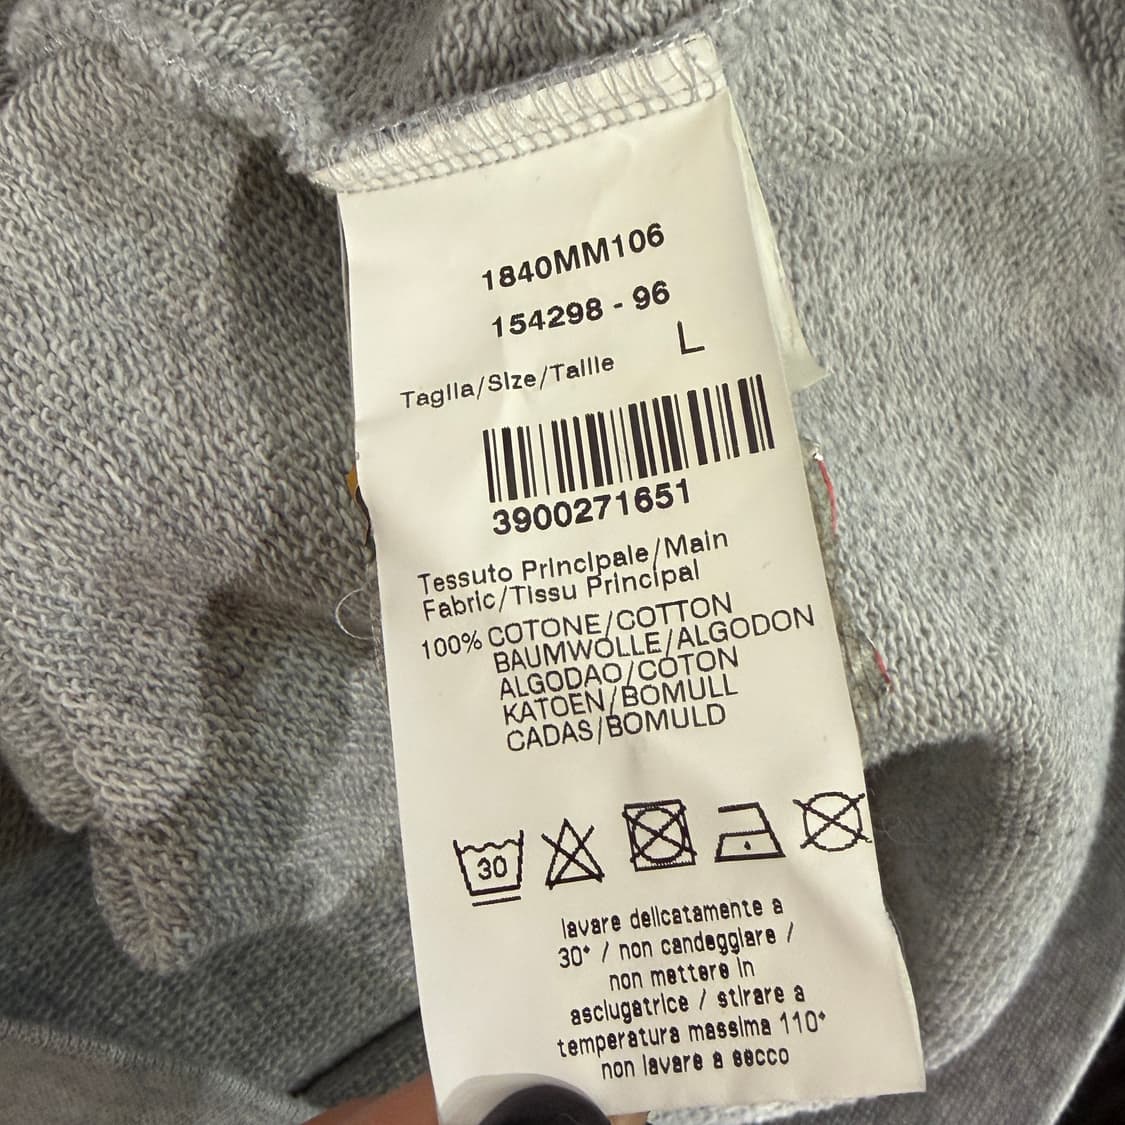 1840MM106
154298 - 96
L
Taglia/Size/Taille
3900271651
Tessuto Principale/Main
Fabric/Tissu Principal
100% COTONE/COTTON
BAUMWOLLE/ALGODON
ALGODAO/COTON
KATOEN/BOMULL
CADAS/BOMULD
30
lavare delicatamente a
30° / non candeggiare /
non mettere in
asciugatrice / stirare a
temperatura massima 110°
non lavare a secco